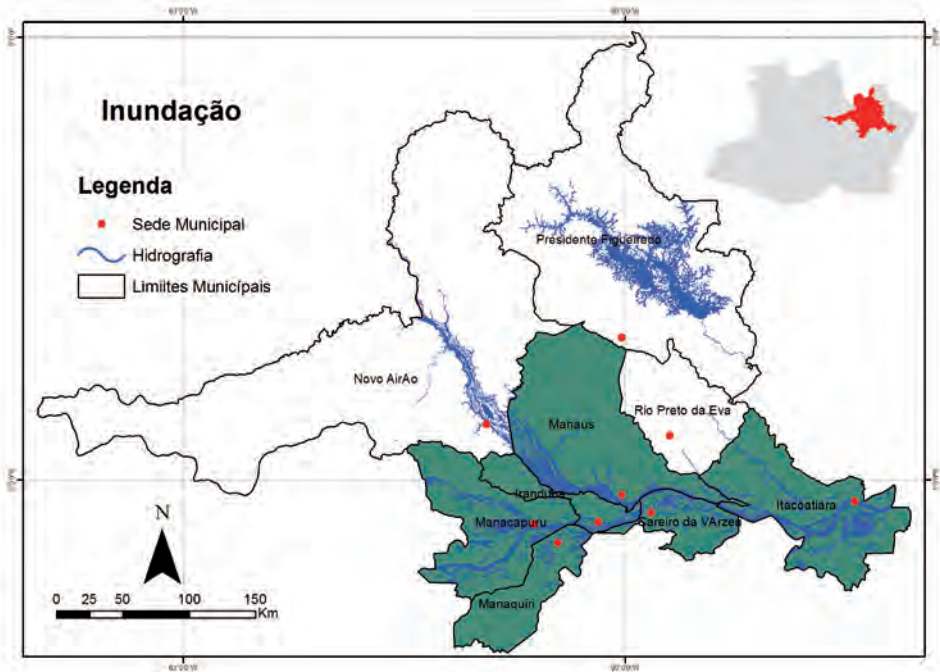 Inundação
Legenda
Sede Municipal
Hidrografia
Limiites Municípais
Presidente Figueiredo
Novo AirAo
Rio Preto da Eva
Manaus
Iranduba
Manacapuru
Careiro da VArzea
Itacoatiara
Manaquiri
N
0 25 50 100 150
Km